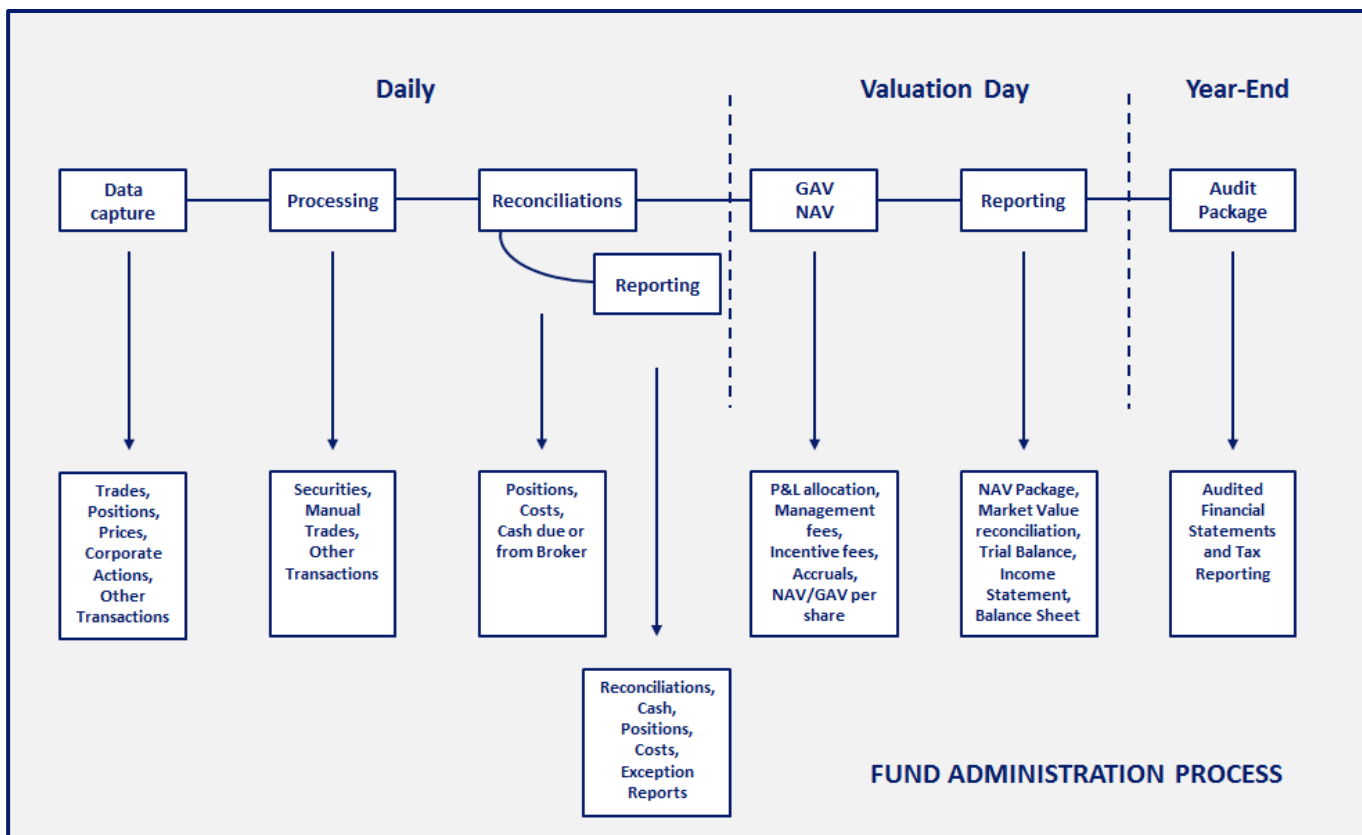 Daily
Valuation Day
Year-End
Data
capture
Processing
Reconciliations
Reporting
GAV
NAV
Reporting
Audit
Package
Trades,
Positions,
Prices,
Corporate
Actions,
Other
Transactions
Securities,
Manual
Trades,
Other
Transactions
Positions,
Costs,
Cash due or
from Broker
Reconciliations,
Cash,
Positions,
Costs,
Exception
Reports
P&L allocation,
Management
fees,
Incentive fees,
Accruals,
NAV/GAV per
share
NAV Package,
Market Value
reconciliation,
Trial Balance,
Income
Statement,
Balance Sheet
Audited
Financial
Statements
and Tax
Reporting
FUND ADMINISTRATION PROCESS